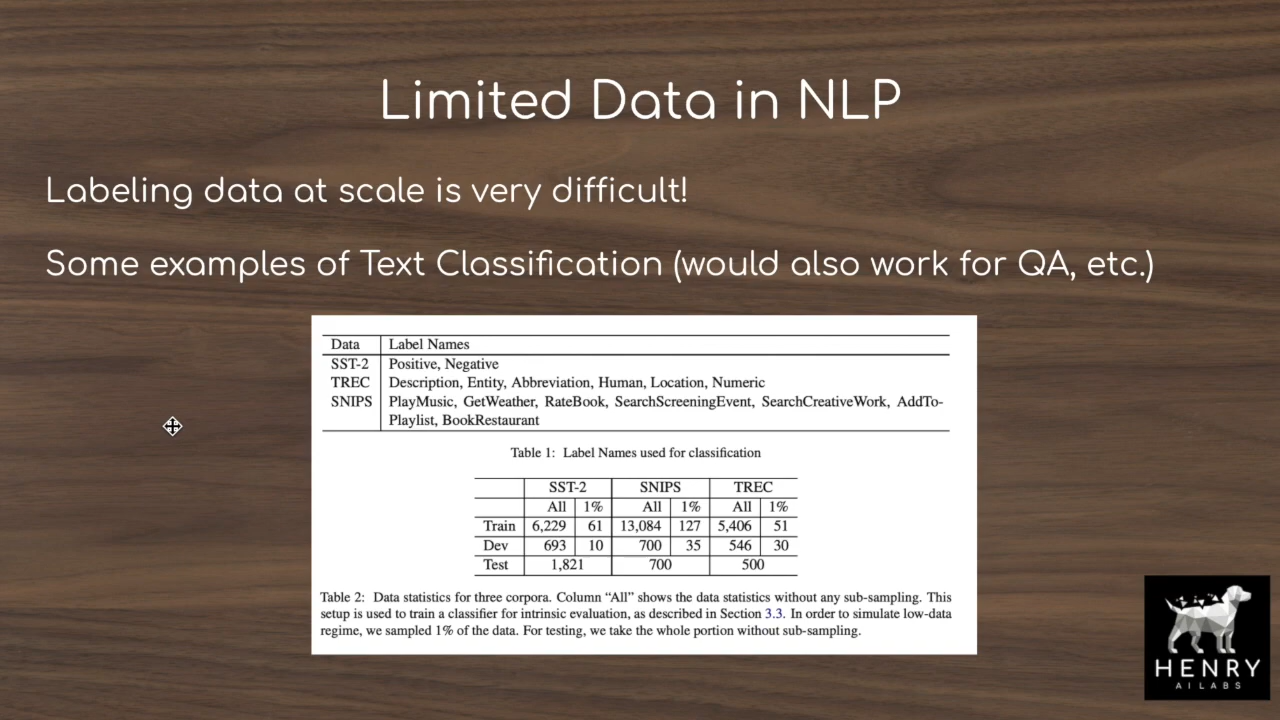 Limited Data in NLP
Labeling data at scale is very difficult!
Some examples of Text Classification (would also work for QA, etc.)
Data Label Names
SST-2 Positive, Negative
TREC Description, Entity, Abbreviation, Human, Location, Numeric
SNIPS PlayMusic, GetWeather, RateBook, SearchScreeningEvent, SearchCreativeWork, AddTo-
Playlist, BookRestaurant
Table 1: Label Names used for classification
SST-2 SNIPS TREC
All 1% All 1% All 1%
Train 6,229 61 13,084 127 5,406 51
Dev 693 10 700 35 546 30
Test 1,821 700 500
Table 2: Data statistics for three corpora. Column “All” shows the data statistics without any sub-sampling. This
setup is used to train a classifier for intrinsic evaluation, as described in Section 3.3. In order to simulate low-data
regime, we sampled 1% of the data. For testing, we take the whole portion without sub-sampling.
HENRY
AI LABS